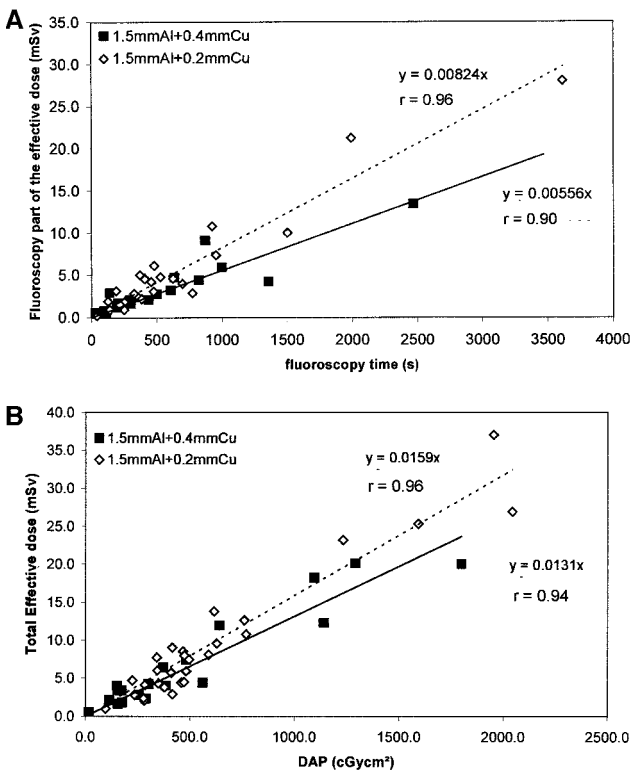 A
Fluoroscopy part of the effective dose (mSv)
35.0
30.0
25.0
20.0
15.0
10.0
5.0
0.0
1.5mmAl+0.4mmCu
1.5mmAl+0.2mmCu
y = 0.00824x
r = 0.96
y = 0.00556x
r = 0.90
0 500 1000 1500 2000 2500 3000 3500 4000
fluoroscopy time (s)
B
Total Effective dose (mSv)
40.0
35.0
30.0
25.0
20.0
15.0
10.0
5.0
0.0
1.5mmAl+0.4mmCu
1.5mmAl+0.2mmCu
y = 0.0159x
r = 0.96
y = 0.0131x
r = 0.94
0.0 500.0 1000.0 1500.0 2000.0 2500.0
DAP (cGycm²)